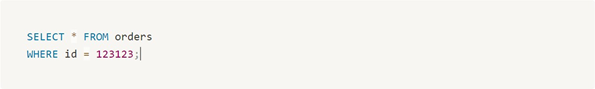 SELECT * FROM orders
WHERE id = 123123;